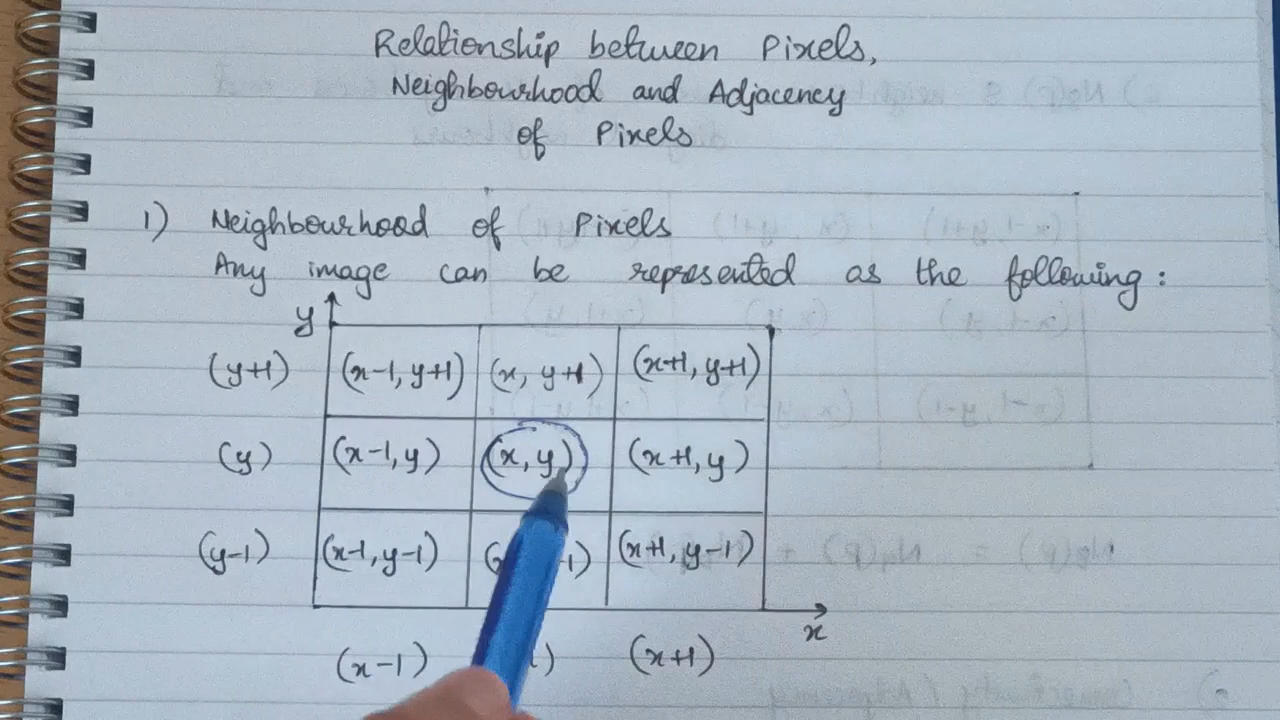 Relationship between Pixels,
Neighbourhood and Adjacency
of Pixels
1) Neighbourhood of Pixels
Any image can be represented as the following:
y
(y+1) (x-1, y+1) (x, y+1) (x+1, y+1)
(y) (x-1, y) (x, y) (x+1, y)
(y-1) (x-1, y-1) (x+1, y-1)
x
(x-1) (x+1)